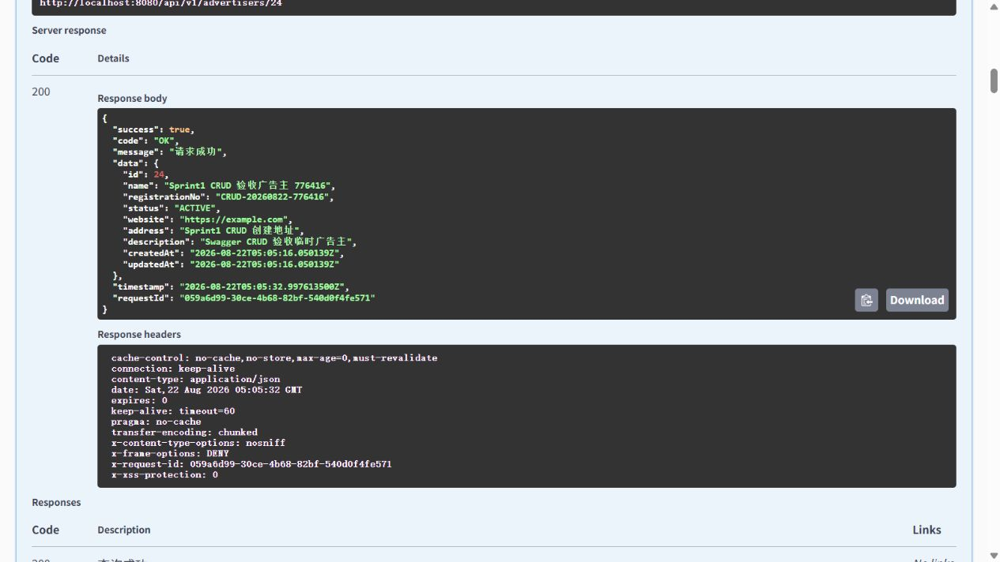 http://localhost:8080/api/v1/advertisers/24
Server response
Code Details
200
Response body
{
"success": true,
"code": "OK",
"message": "请求成功",
"data": {
"id": 24,
"name": "Sprint1 CRUD 验收广告主 776416",
"registrationNo": "CRUD-20260822-776416",
"status": "ACTIVE",
"website": "https://example.com",
"address": "Sprint1 CRUD 创建地址",
"description": "Swagger CRUD 验收临时广告主",
"createdAt": "2026-08-22T05:05:16.050139Z",
"updatedAt": "2026-08-22T05:05:16.050139Z"
},
"timestamp": "2026-08-22T05:05:32.997613500Z",
"requestId": "059a6d99-30ce-4b68-82bf-540d0f4fe571"
}
Download
Response headers
cache-control: no-cache,no-store,max-age=0,must-revalidate
connection: keep-alive
content-type: application/json
date: Sat,22 Aug 2026 05:05:32 GMT
expires: 0
keep-alive: timeout=60
pragma: no-cache
transfer-encoding: chunked
x-content-type-options: nosniff
x-frame-options: DENY
x-request-id: 059a6d99-30ce-4b68-82bf-540d0f4fe571
x-xss-protection: 0
Responses
Code Description Links
200 查询成功 No links